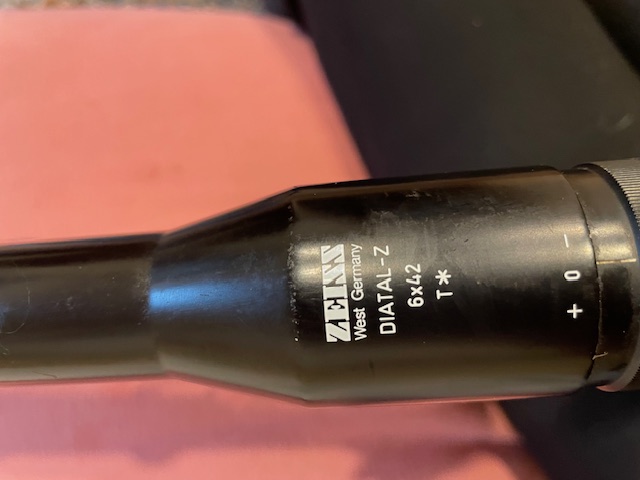 ZEISS
West Germany
DIATAL-Z
6x42
T*
+ 0 -